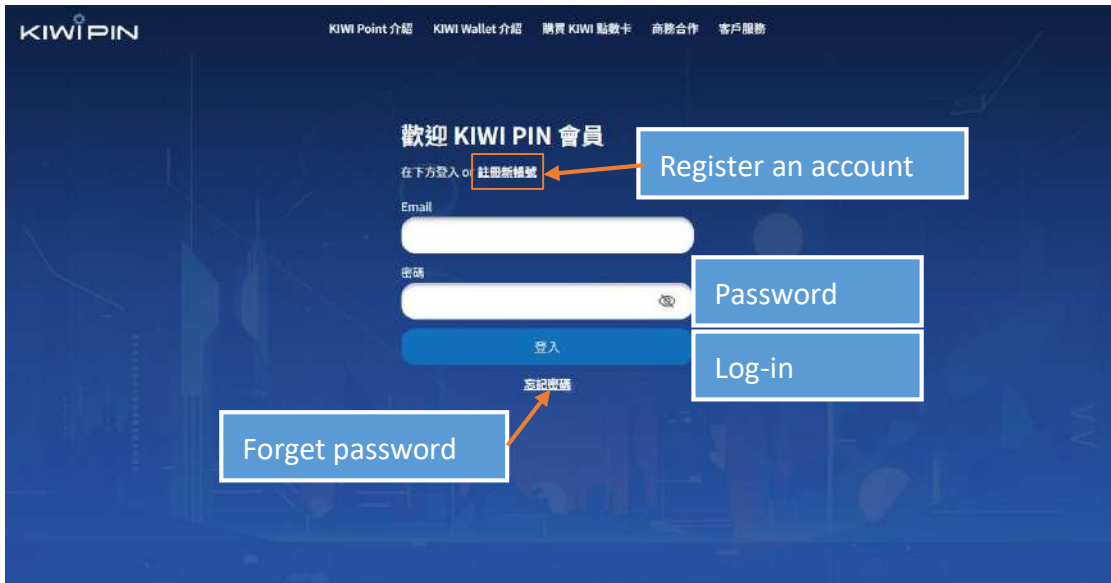 KIWIPIN
KIWI Point 介紹 KIWI Wallet 介紹 購買 KIWI 點數卡 商務合作 客戶服務
歡迎 KIWI PIN 會員
Register an account
在下方登入 or 註冊新帳號
Email
密碼
Password
登入
Log-in
忘記密碼
Forget password